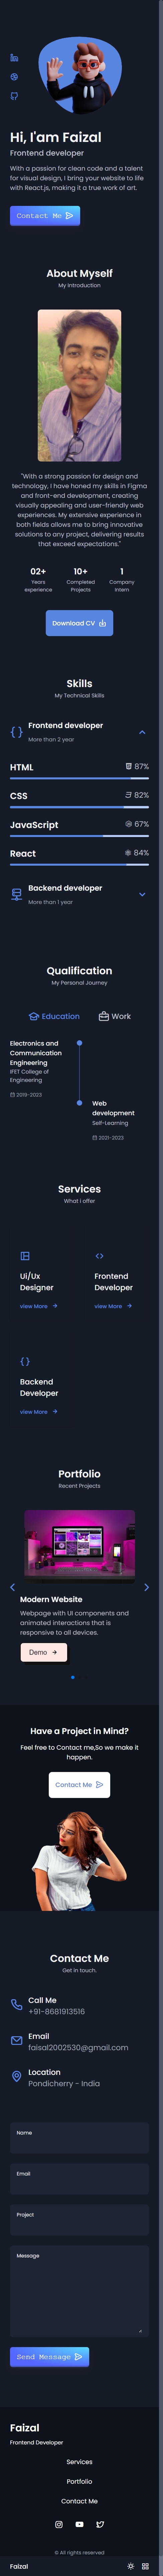 Hi, I'am Faizal
Frontend developer
With a passion for clean code and a talent
for visual design, I bring your website to life
with React.js, making it a true work of art.
Contact Me
About Myself
My Introduction
"With a strong passion for design and
technology, I have honed my skills in Figma
and front-end development, creating
visually appealing and user-friendly web
experiences. My extensive experience in
both fields allows me to bring innovative
solutions to any project, delivering results
that exceed expectations."
02+ 10+ 1
Years Completed Company
experience Projects Intern
Download CV
Skills
My Technical Skills
Frontend developer
More than 2 year
HTML 87%
CSS 82%
JavaScript 67%
React 84%
Backend developer
More than 1 year
Qualification
My Personal Journey
Education Work
Electronics and
Communication
Engineering
IFET College of
Engineering
2019-2023
Web
development
Self-Learning
2021-2023
Services
What i offer
Ui/Ux
Designer
view More
Frontend
Developer
view More
Backend
Developer
view More
Portfolio
Recent Projects
Modern Website
Webpage with UI components and
animated interactions that is
responsive to all devices.
Demo
Have a Project in Mind?
Feel free to Contact me,So we make it
happen.
Contact Me
Contact Me
Get in touch.
Call Me
+91-8681913516
Email
faisal2002530@gmail.com
Location
Pondicherry - India
Name
Email
Project
Message
Send Message
Faizal
Frontend Developer
Services
Portfolio
Contact Me
© All rights reserved
Faizal